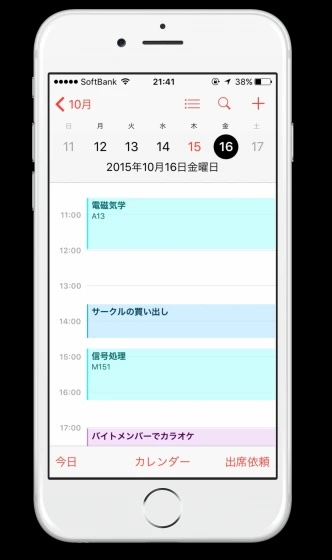 SoftBank 21:41 38%
10月
日 月 火 水 木 金 土
11 12 13 14 15 16 17
2015年10月16日金曜日
電磁気学
11:00 A13
12:00
13:00
サークルの買い出し
14:00
15:00 信号処理
M151
16:00
17:00 バイトメンバーでカラオケ
今日 カレンダー 出席依頼